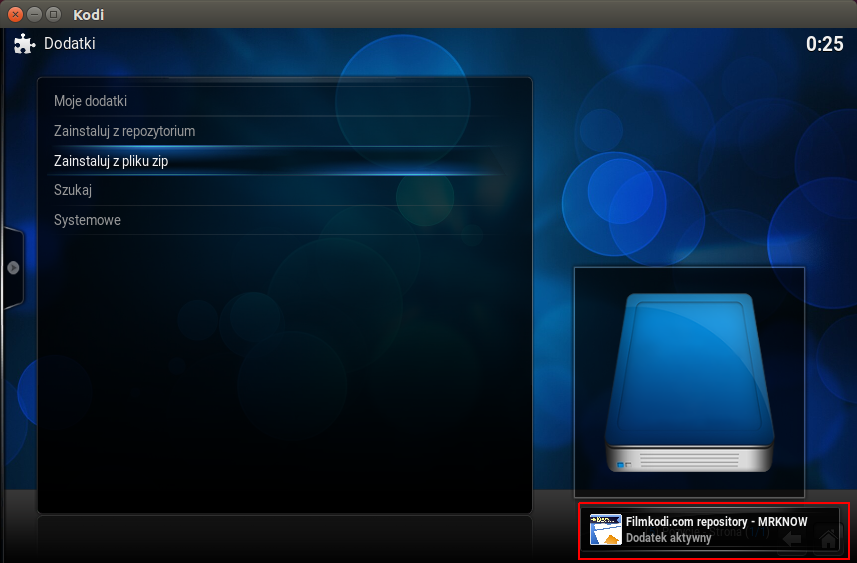 Kodi
Dodatki
0:25
Moje dodatki
Zainstaluj z repozytorium
Zainstaluj z pliku zip
Szukaj
Systemowe
Filmkodi.com repository - MRKNOW
Dodatek aktywny